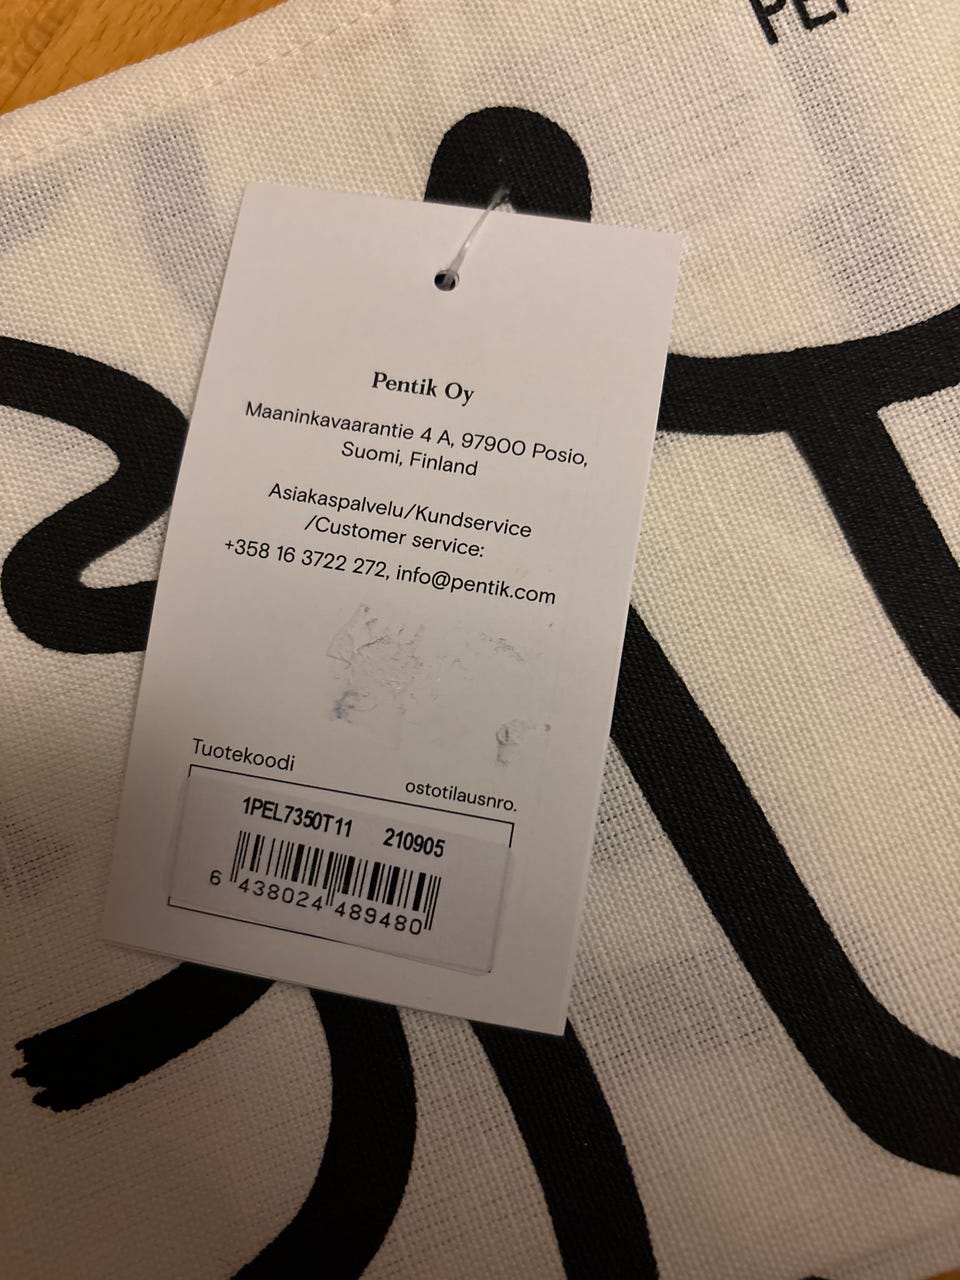 Pentik Oy
Maaninkavaarantie 4 A, 97900 Posio,
Suomi, Finland
Asiakaspalvelu/Kundservice
/Customer service:
+358 16 3722 272, info@pentik.com
Tuotekoodi
ostotilausnro.
1PEL7350T11 210905
6 438024 489480